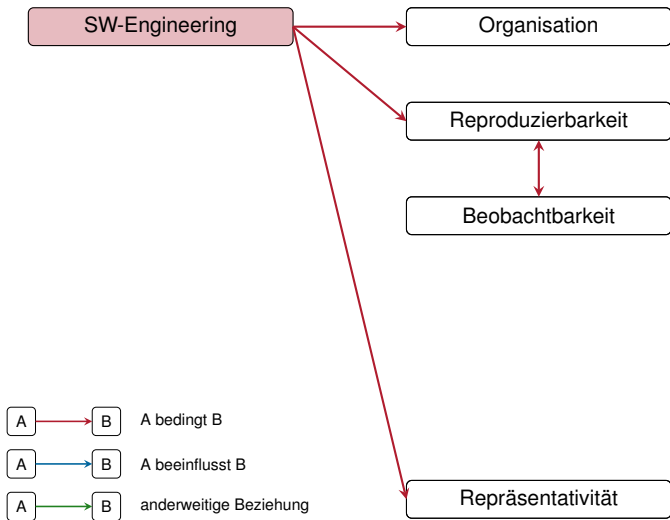 SW-Engineering
Organisation
Reproduzierbarkeit
Beobachtbarkeit
A B A bedingt B
A B A beeinflusst B
A B anderweitige Beziehung
Repräsentativität